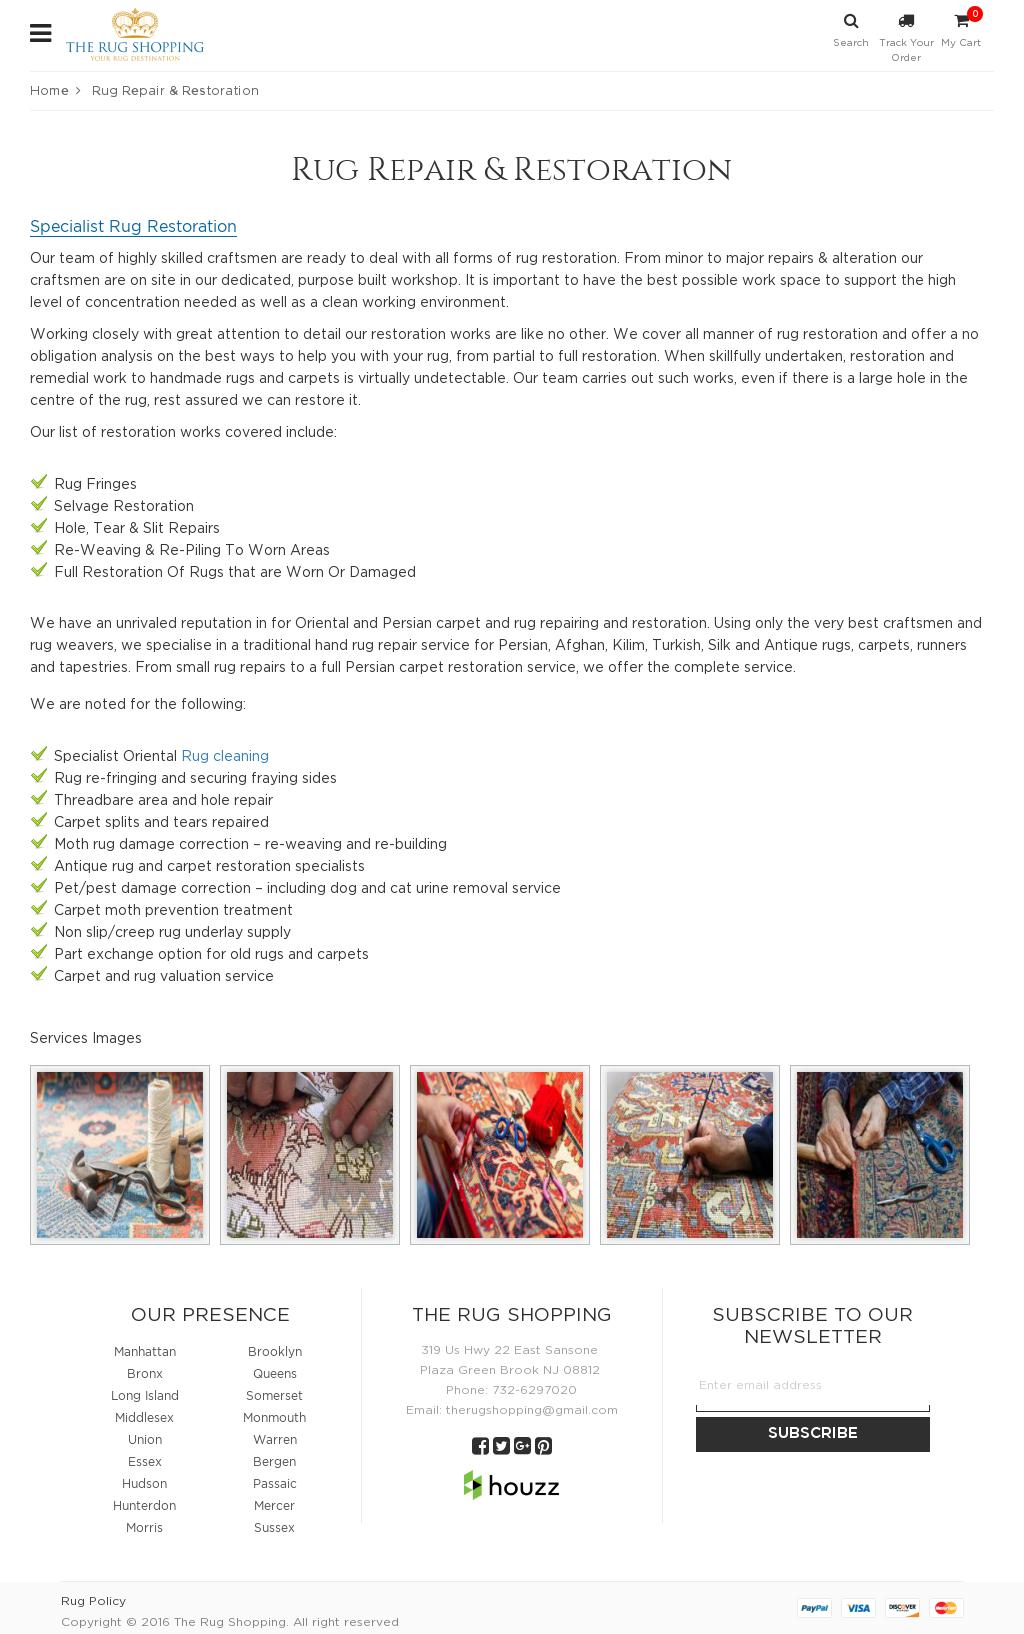 THE RUG SHOPPING
YOUR RUG DESTINATION
Search
Track Your
Order
0
My Cart
Home > Rug Repair & Restoration
Rug Repair & Restoration
Specialist Rug Restoration
Our team of highly skilled craftsmen are ready to deal with all forms of rug restoration. From minor to major repairs & alteration our
craftsmen are on site in our dedicated, purpose built workshop. It is important to have the best possible work space to support the high
level of concentration needed as well as a clean working environment.
Working closely with great attention to detail our restoration works are like no other. We cover all manner of rug restoration and offer a no
obligation analysis on the best ways to help you with your rug, from partial to full restoration. When skillfully undertaken, restoration and
remedial work to handmade rugs and carpets is virtually undetectable. Our team carries out such works, even if there is a large hole in the
centre of the rug, rest assured we can restore it.
Our list of restoration works covered include:
Rug Fringes
Selvage Restoration
Hole, Tear & Slit Repairs
Re-Weaving & Re-Piling To Worn Areas
Full Restoration Of Rugs that are Worn Or Damaged
We have an unrivaled reputation in for Oriental and Persian carpet and rug repairing and restoration. Using only the very best craftsmen and
rug weavers, we specialise in a traditional hand rug repair service for Persian, Afghan, Kilim, Turkish, Silk and Antique rugs, carpets, runners
and tapestries. From small rug repairs to a full Persian carpet restoration service, we offer the complete service.
We are noted for the following:
Specialist Oriental Rug cleaning
Rug re-fringing and securing fraying sides
Threadbare area and hole repair
Carpet splits and tears repaired
Moth rug damage correction – re-weaving and re-building
Antique rug and carpet restoration specialists
Pet/pest damage correction – including dog and cat urine removal service
Carpet moth prevention treatment
Non slip/creep rug underlay supply
Part exchange option for old rugs and carpets
Carpet and rug valuation service
Services Images
OUR PRESENCE
Manhattan Brooklyn
Bronx Queens
Long Island Somerset
Middlesex Monmouth
Union Warren
Essex Bergen
Hudson Passaic
Hunterdon Mercer
Morris Sussex
THE RUG SHOPPING
319 Us Hwy 22 East Sansone
Plaza Green Brook NJ 08812
Phone: 732-6297020
Email: therugshopping@gmail.com
houzz
SUBSCRIBE TO OUR
NEWSLETTER
Enter email address
SUBSCRIBE
Rug Policy
Copyright © 2016 The Rug Shopping. All right reserved
PayPal VISA DISCOVER MasterCard